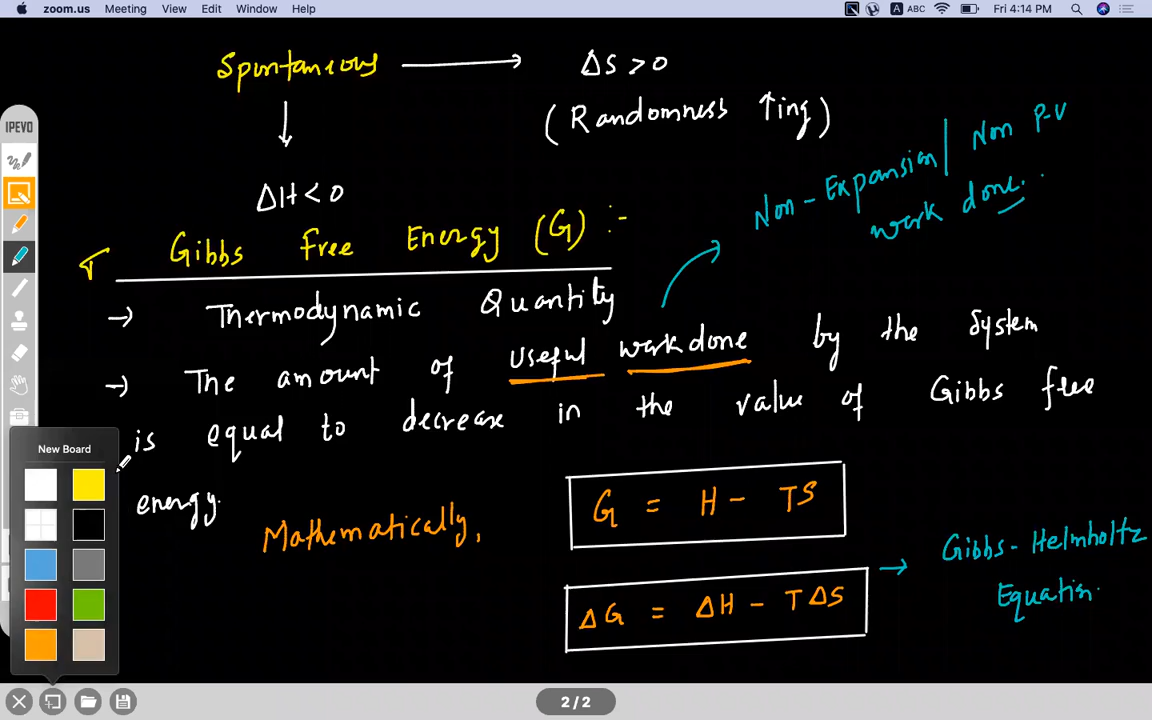 zoom.us Meeting View Edit Window Help A ABC Fri 4:14 PM
Spontaneous → ΔS > 0
(Randomness ↑ing)
↓
ΔH < 0
Non-Expansion / Non P-V
work done.
IPEVO
Gibbs free Energy (G) :-
→ Thermodynamic Quantity
→ The amount of useful work done by the system
is equal to decrease in the value of Gibbs free
energy.
New Board
Mathematically,
G = H - TS
ΔG = ΔH - TΔS → Gibbs-Helmholtz
Equation.
2/2